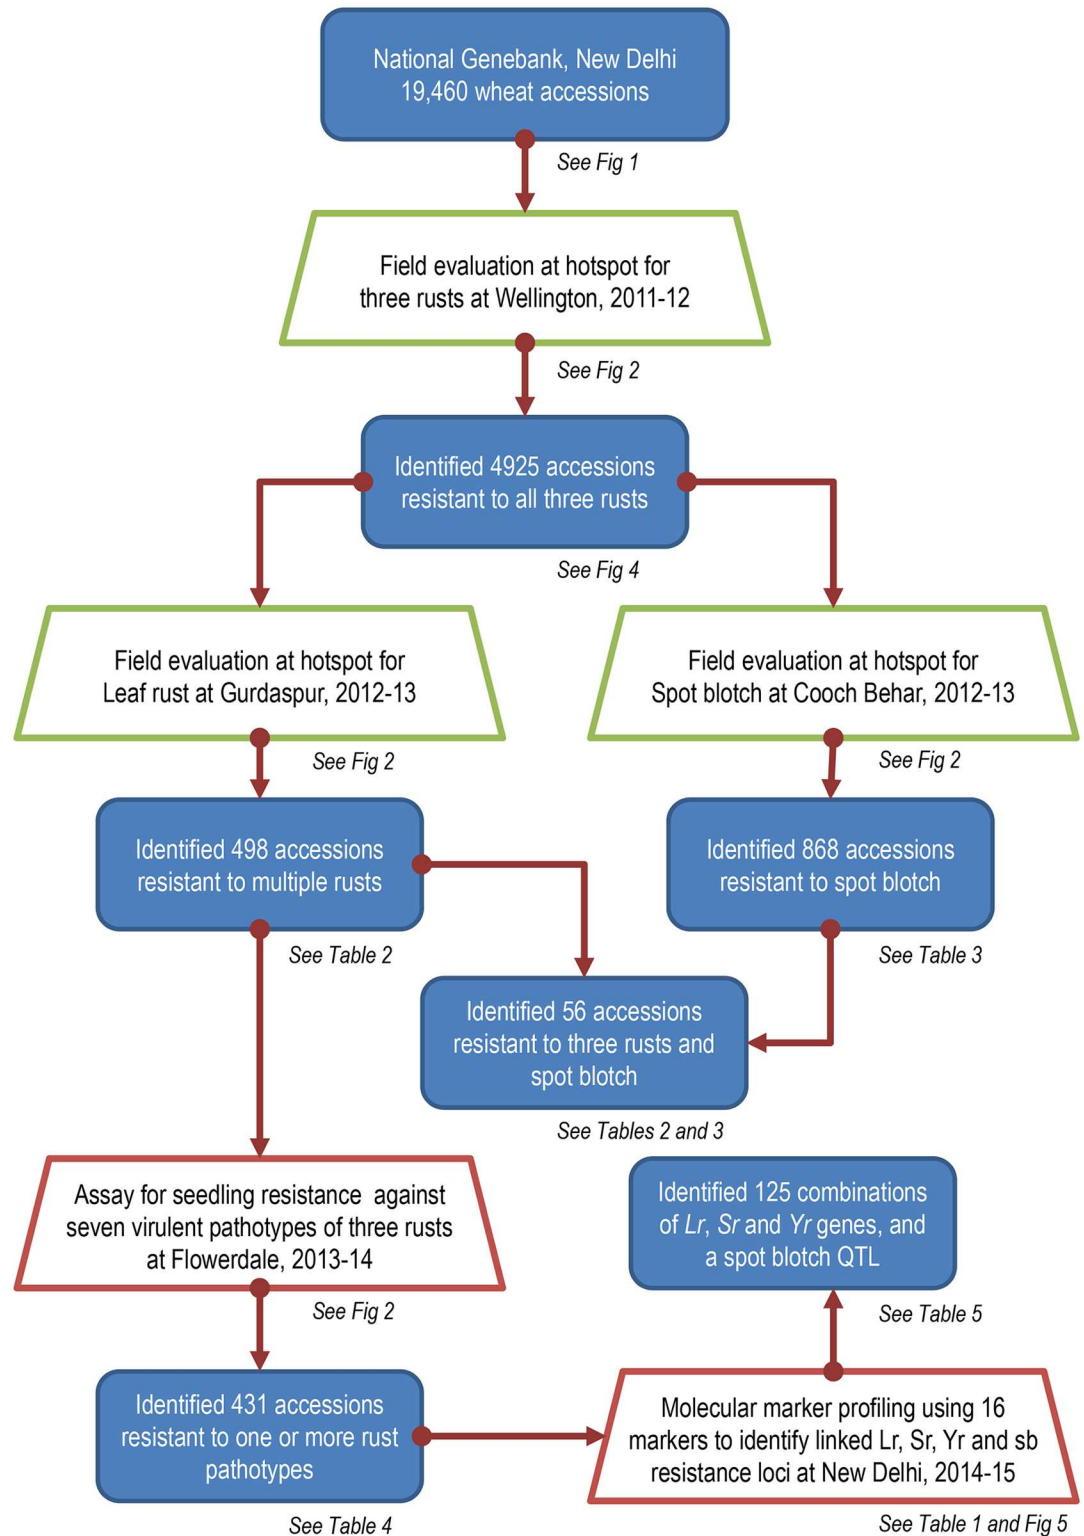 National Genebank, New Delhi
19,460 wheat accessions
See Fig 1
Field evaluation at hotspot for
three rusts at Wellington, 2011-12
See Fig 2
Identified 4925 accessions
resistant to all three rusts
See Fig 4
Field evaluation at hotspot for
Leaf rust at Gurdaspur, 2012-13
See Fig 2
Field evaluation at hotspot for
Spot blotch at Cooch Behar, 2012-13
See Fig 2
Identified 498 accessions
resistant to multiple rusts
See Table 2
Identified 868 accessions
resistant to spot blotch
See Table 3
Identified 56 accessions
resistant to three rusts and
spot blotch
See Tables 2 and 3
Assay for seedling resistance against
seven virulent pathotypes of three rusts
at Flowerdale, 2013-14
See Fig 2
Identified 431 accessions
resistant to one or more rust
pathotypes
See Table 4
Molecular marker profiling using 16
markers to identify linked Lr, Sr, Yr and sb
resistance loci at New Delhi, 2014-15
See Table 1 and Fig 5
Identified 125 combinations
of Lr, Sr and Yr genes, and
a spot blotch QTL
See Table 5